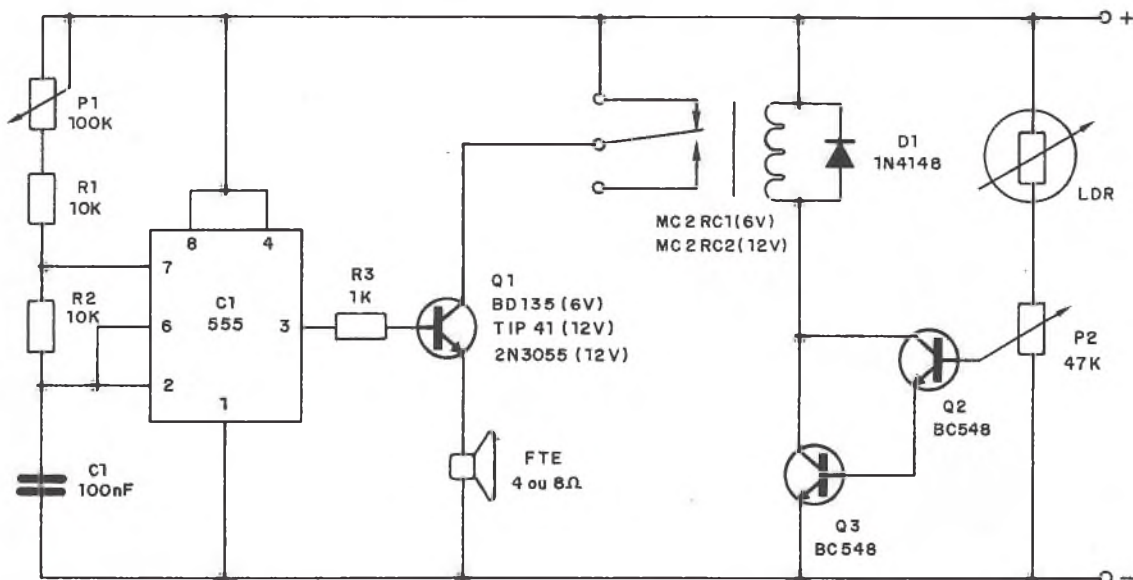 +
P1
100K
D1
1N4148
R1
10K
LDR
8
4
MC2RC1(6V)
MC2RC2(12V)
7
R3
1K
Q1
BD135(6V)
TIP 41 (12V)
2N3055(12V)
R2
10K
C1
555
6
3
P2
47K
2
1
Q2
BC548
C1
100nF
FTE
4 ou 8Ω
Q3
BC548
−